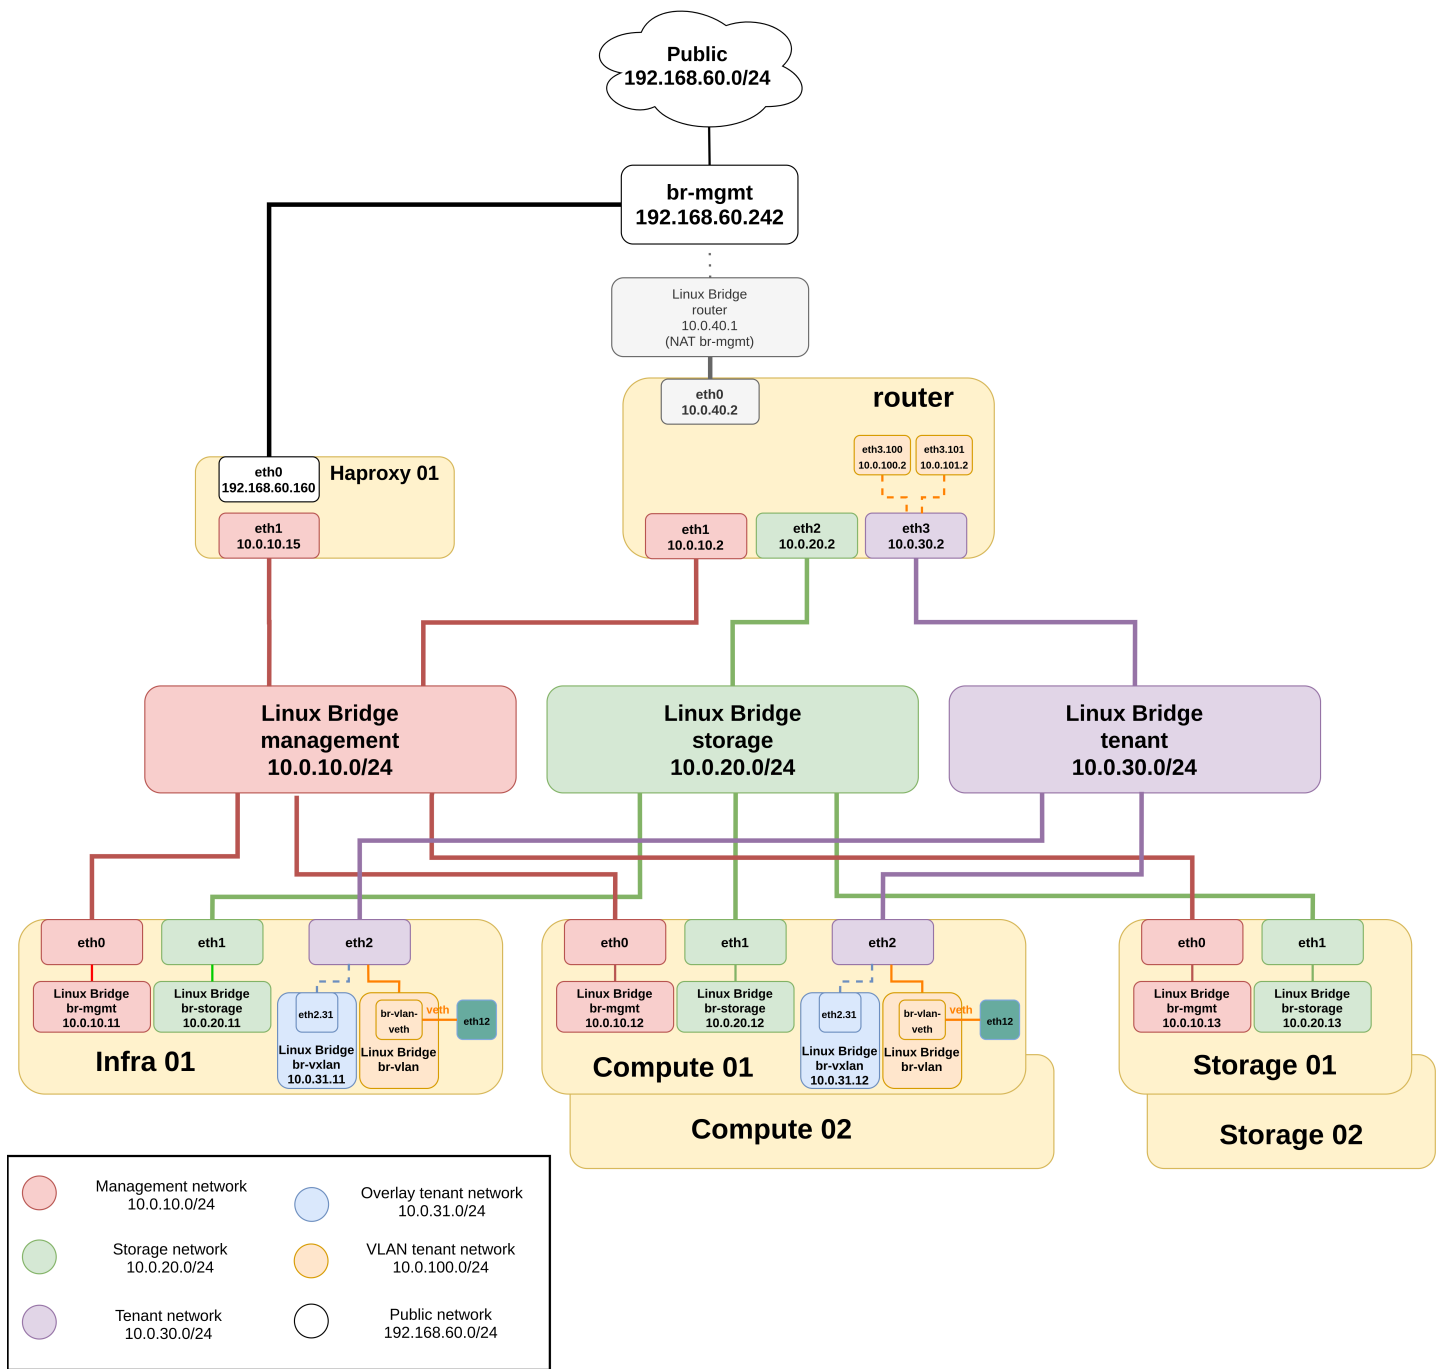 Public
192.168.60.0/24
br-mgmt
192.168.60.242
Linux Bridge
router
10.0.40.1
(NAT br-mgmt)
eth0
10.0.40.2
router
eth3.100
10.0.100.2
eth3.101
10.0.101.2
eth0
192.168.60.160
Haproxy 01
eth1
10.0.10.15
eth1
10.0.10.2
eth2
10.0.20.2
eth3
10.0.30.2
Linux Bridge
management
10.0.10.0/24
Linux Bridge
storage
10.0.20.0/24
Linux Bridge
tenant
10.0.30.0/24
eth0
eth1
eth2
Linux Bridge
br-mgmt
10.0.10.11
Linux Bridge
br-storage
10.0.20.11
eth2.31
Linux Bridge
br-vxlan
10.0.31.11
br-vlan-
veth
Linux Bridge
br-vlan
veth
eth12
Infra 01
eth0
eth1
eth2
Linux Bridge
br-mgmt
10.0.10.12
Linux Bridge
br-storage
10.0.20.12
eth2.31
Linux Bridge
br-vxlan
10.0.31.12
br-vlan-
veth
Linux Bridge
br-vlan
veth
eth12
Compute 01
Compute 02
eth0
eth1
Linux Bridge
br-mgmt
10.0.10.13
Linux Bridge
br-storage
10.0.20.13
Storage 01
Storage 02
Management network
10.0.10.0/24
Overlay tenant network
10.0.31.0/24
Storage network
10.0.20.0/24
VLAN tenant network
10.0.100.0/24
Tenant network
10.0.30.0/24
Public network
192.168.60.0/24